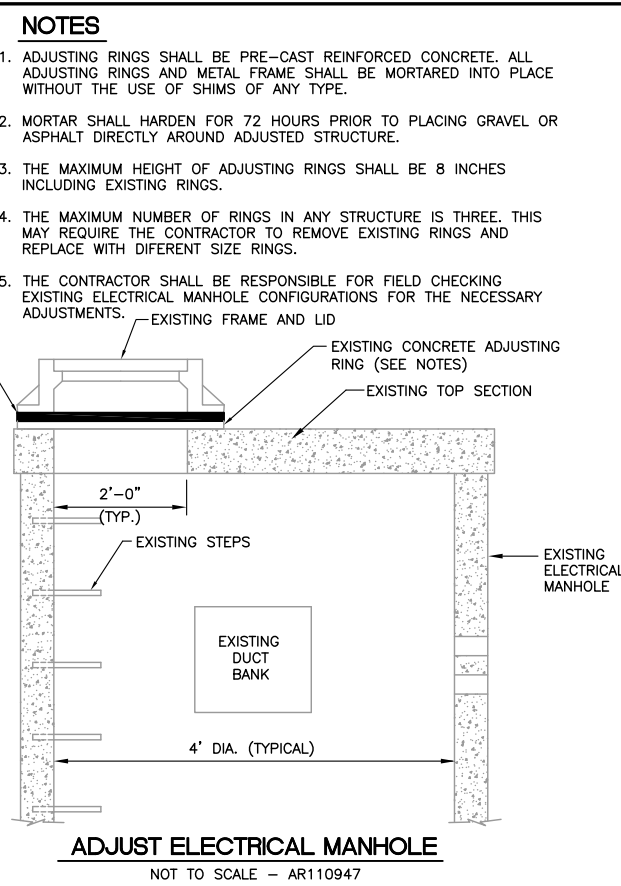 NOTES
1. ADJUSTING RINGS SHALL BE PRE-CAST REINFORCED CONCRETE. ALL
ADJUSTING RINGS AND METAL FRAME SHALL BE MORTARED INTO PLACE
WITHOUT THE USE OF SHIMS OF ANY TYPE.
2. MORTAR SHALL HARDEN FOR 72 HOURS PRIOR TO PLACING GRAVEL OR
ASPHALT DIRECTLY AROUND ADJUSTED STRUCTURE.
3. THE MAXIMUM HEIGHT OF ADJUSTING RINGS SHALL BE 8 INCHES
INCLUDING EXISTING RINGS.
4. THE MAXIMUM NUMBER OF RINGS IN ANY STRUCTURE IS THREE. THIS
MAY REQUIRE THE CONTRACTOR TO REMOVE EXISTING RINGS AND
REPLACE WITH DIFERENT SIZE RINGS.
5. THE CONTRACTOR SHALL BE RESPONSIBLE FOR FIELD CHECKING
EXISTING ELECTRICAL MANHOLE CONFIGURATIONS FOR THE NECESSARY
ADJUSTMENTS.
EXISTING FRAME AND LID
EXISTING CONCRETE ADJUSTING
RING (SEE NOTES)
EXISTING TOP SECTION
2'-0"
(TYP.)
EXISTING STEPS
EXISTING
ELECTRICAL
MANHOLE
EXISTING
DUCT
BANK
4' DIA. (TYPICAL)
ADJUST ELECTRICAL MANHOLE
NOT TO SCALE - AR110947